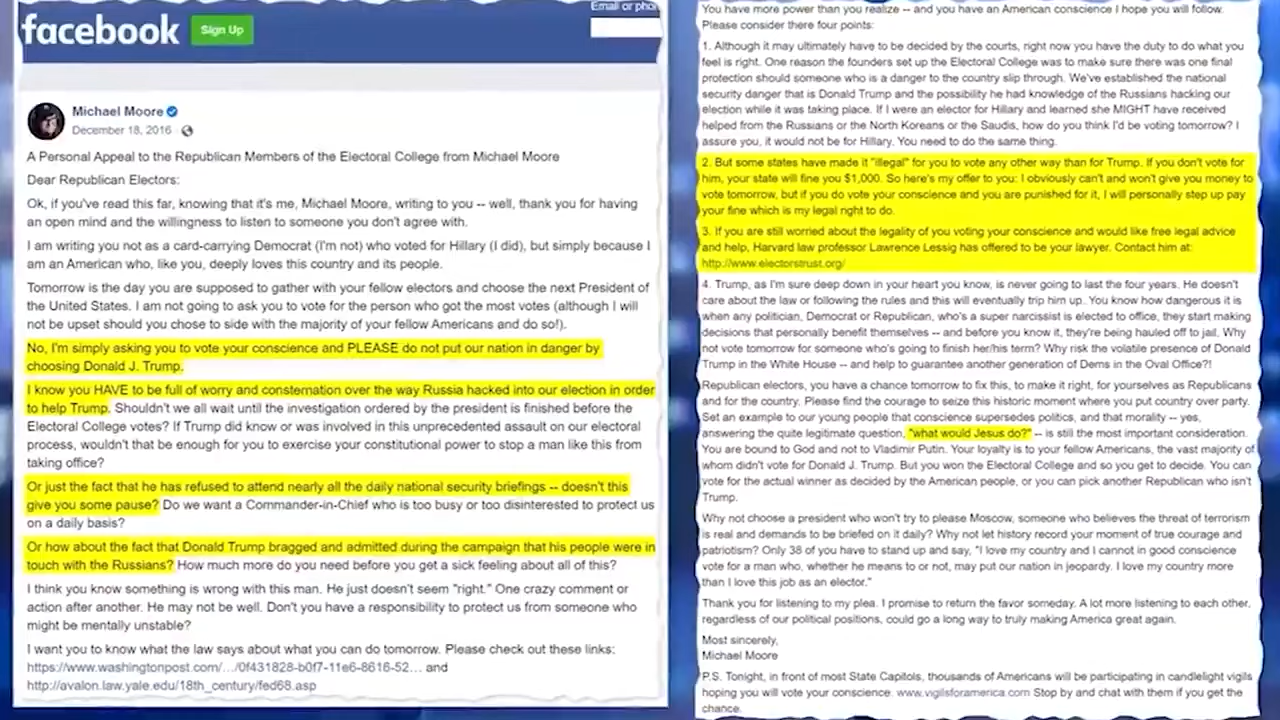 facebook
Sign Up
Email or pho
Michael Moore
December 18, 2016
A Personal Appeal to the Republican Members of the Electoral College from Michael Moore
Dear Republican Electors:
Ok, if you've read this far, knowing that it's me, Michael Moore, writing to you -- well, thank you for having
an open mind and the willingness to listen to someone you don't agree with.
I am writing you not as a card-carrying Democrat (I'm not) who voted for Hillary (I did), but simply because I
am an American who, like you, deeply loves this country and its people.
Tomorrow is the day you are supposed to gather with your fellow electors and choose the next President of
the United States. I am not going to ask you to vote for the person who got the most votes (although I will
not be upset should you chose to side with the majority of your fellow Americans and do so!).
No, I'm simply asking you to vote your conscience and PLEASE do not put our nation in danger by
choosing Donald J. Trump.
I know you HAVE to be full of worry and consternation over the way Russia hacked into our election in order
to help Trump. Shouldn't we all wait until the investigation ordered by the president is finished before the
Electoral College votes? If Trump did know or was involved in this unprecedented assault on our electoral
process, wouldn't that be enough for you to exercise your constitutional power to stop a man like this from
taking office?
Or just the fact that he has refused to attend nearly all the daily national security briefings -- doesn't this
give you some pause? Do we want a Commander-in-Chief who is too busy or too disinterested to protect us
on a daily basis?
Or how about the fact that Donald Trump bragged and admitted during the campaign that his people were in
touch with the Russians? How much more do you need before you get a sick feeling about all of this?
I think you know something is wrong with this man. He just doesn't seem "right." One crazy comment or
action after another. He may not be well. Don't you have a responsibility to protect us from someone who
might be mentally unstable?
I want you to know what the law says about what you can do tomorrow. Please check out these links:
https://www.washingtonpost.com/…/0f431828-b0f7-11e6-8616-52… and
http://avalon.law.yale.edu/18th_century/fed68.asp
You have more power than you realize -- and you have an American conscience I hope you will follow.
Please consider there four points:
1. Although it may ultimately have to be decided by the courts, right now you have the duty to do what you
feel is right. One reason the founders set up the Electoral College was to make sure there was one final
protection should someone who is a danger to the country slip through. We've established the national
security danger that is Donald Trump and the possibility he had knowledge of the Russians hacking our
election while it was taking place. If I were an elector for Hillary and learned she MIGHT have received
helped from the Russians or the North Koreans or the Saudis, how do you think I'd be voting tomorrow? I
assure you, it would not be for Hillary. You need to do the same thing.
2. But some states have made it "illegal" for you to vote any other way than for Trump. If you don't vote for
him, your state will fine you $1,000. So here's my offer to you: I obviously can't and won't give you money to
vote tomorrow, but if you do vote your conscience and you are punished for it, I will personally step up pay
your fine which is my legal right to do.
3. If you are still worried about the legality of you voting your conscience and would like free legal advice
and help, Harvard law professor Lawrence Lessig has offered to be your lawyer. Contact him at:
http://www.electorstrust.org/
4. Trump, as I'm sure deep down in your heart you know, is never going to last the four years. He doesn't
care about the law or following the rules and this will eventually trip him up. You know how dangerous it is
when any politician, Democrat or Republican, who's a super narcissist is elected to office, they start making
decisions that personally benefit themselves -- and before you know it, they're being hauled off to jail. Why
not vote tomorrow for someone who's going to finish her/his term? Why risk the volatile presence of Donald
Trump in the White House -- and help to guarantee another generation of Dems in the Oval Office?!
Republican electors, you have a chance tomorrow to fix this, to make it right, for yourselves as Republicans
and for the country. Please find the courage to seize this historic moment where you put country over party.
Set an example to our young people that conscience supersedes politics, and that morality -- yes,
answering the quite legitimate question, "what would Jesus do?" -- is still the most important consideration.
You are bound to God and not to Vladimir Putin. Your loyalty is to your fellow Americans, the vast majority of
whom didn't vote for Donald J. Trump. But you won the Electoral College and so you get to decide. You can
vote for the actual winner as decided by the American people, or you can pick another Republican who isn't
Trump.
Why not choose a president who won't try to please Moscow, someone who believes the threat of terrorism
is real and demands to be briefed on it daily? Why not let history record your moment of true courage and
patriotism? Only 38 of you have to stand up and say, "I love my country and I cannot in good conscience
vote for a man who, whether he means to or not, may put our nation in jeopardy. I love my country more
than I love this job as an elector."
Thank you for listening to my plea. I promise to return the favor someday. A lot more listening to each other,
regardless of our political positions, could go a long way to truly making America great again.
Most sincerely,
Michael Moore
P.S. Tonight, in front of most State Capitols, thousands of Americans will be participating in candlelight vigils
hoping you will vote your conscience. www.vigilsforamerica.com Stop by and chat with them if you get the
chance.